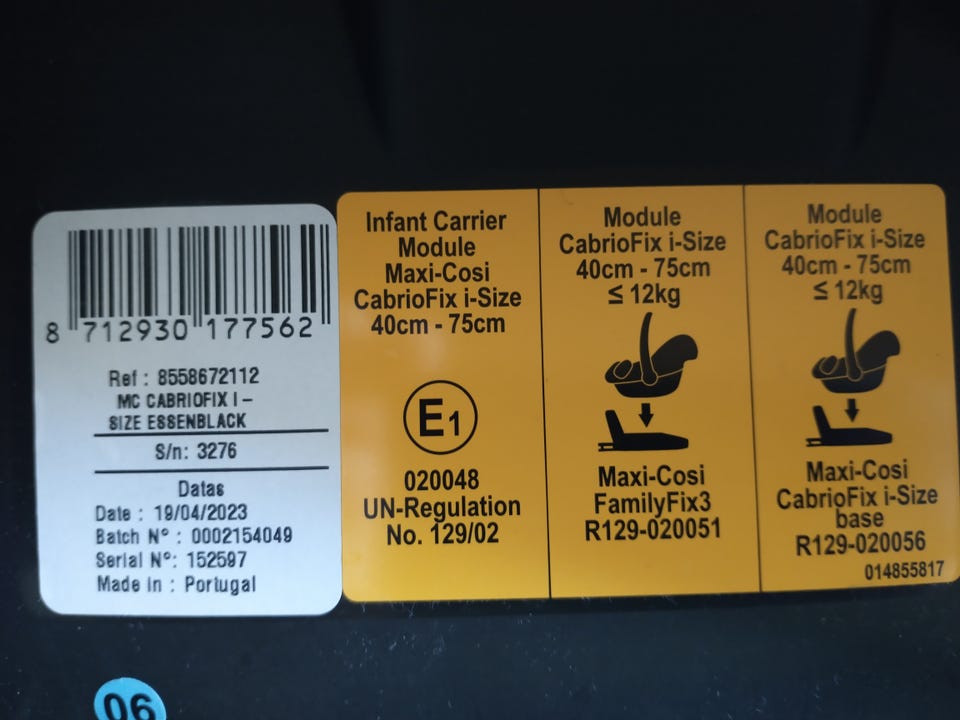 8 712930 177562
Ref : 8558672112
MC CABRIOFIX I -
SIZE ESSENBLACK
S/n: 3276
Datas
Date : 19/04/2023
Batch N° : 0002154049
Serial N°: 152597
Made in : Portugal
Infant Carrier
Module
Maxi-Cosi
CabrioFix i-Size
40cm - 75cm
E1
020048
UN-Regulation
No. 129/02
Module
CabrioFix i-Size
40cm - 75cm
≤ 12kg
Maxi-Cosi
FamilyFix3
R129-020051
Module
CabrioFix i-Size
40cm - 75cm
≤ 12kg
Maxi-Cosi
CabrioFix i-Size
base
R129-020056
014855817
06